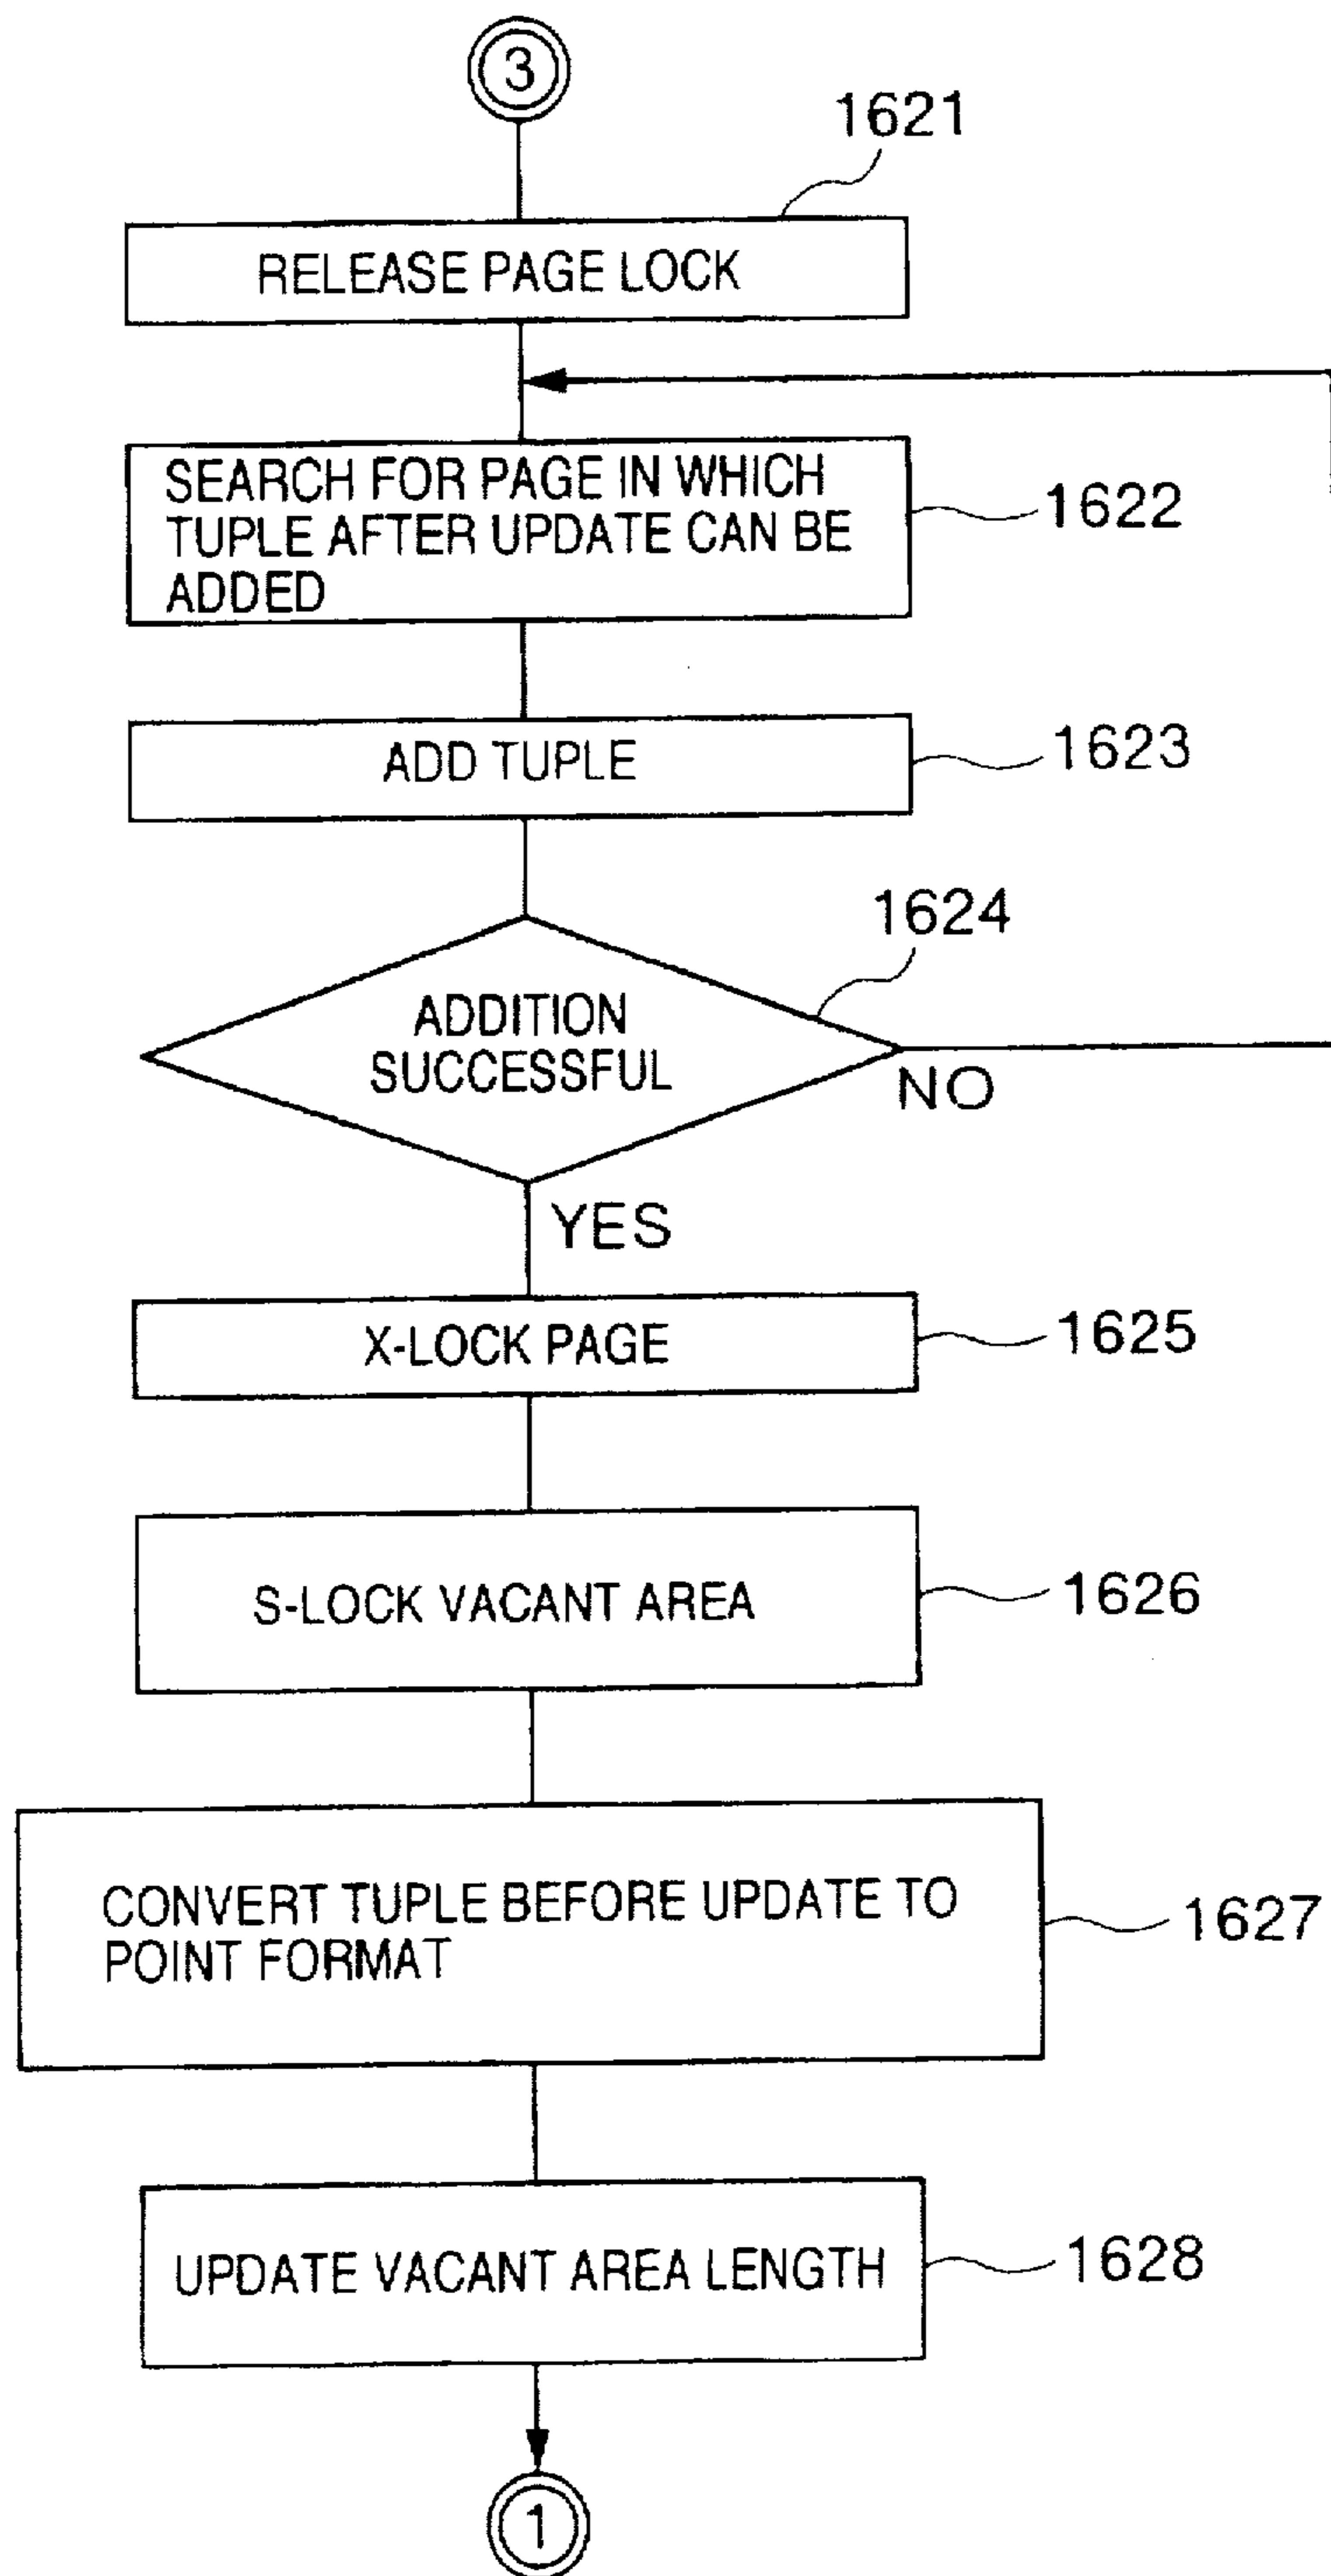 3
1621
RELEASE PAGE LOCK
SEARCH FOR PAGE IN WHICH
TUPLE AFTER UPDATE CAN BE
ADDED
1622
ADD TUPLE
1623
1624
ADDITION
SUCCESSFUL
NO
YES
X-LOCK PAGE
1625
S-LOCK VACANT AREA
1626
CONVERT TUPLE BEFORE UPDATE TO
POINT FORMAT
1627
UPDATE VACANT AREA LENGTH
1628
1